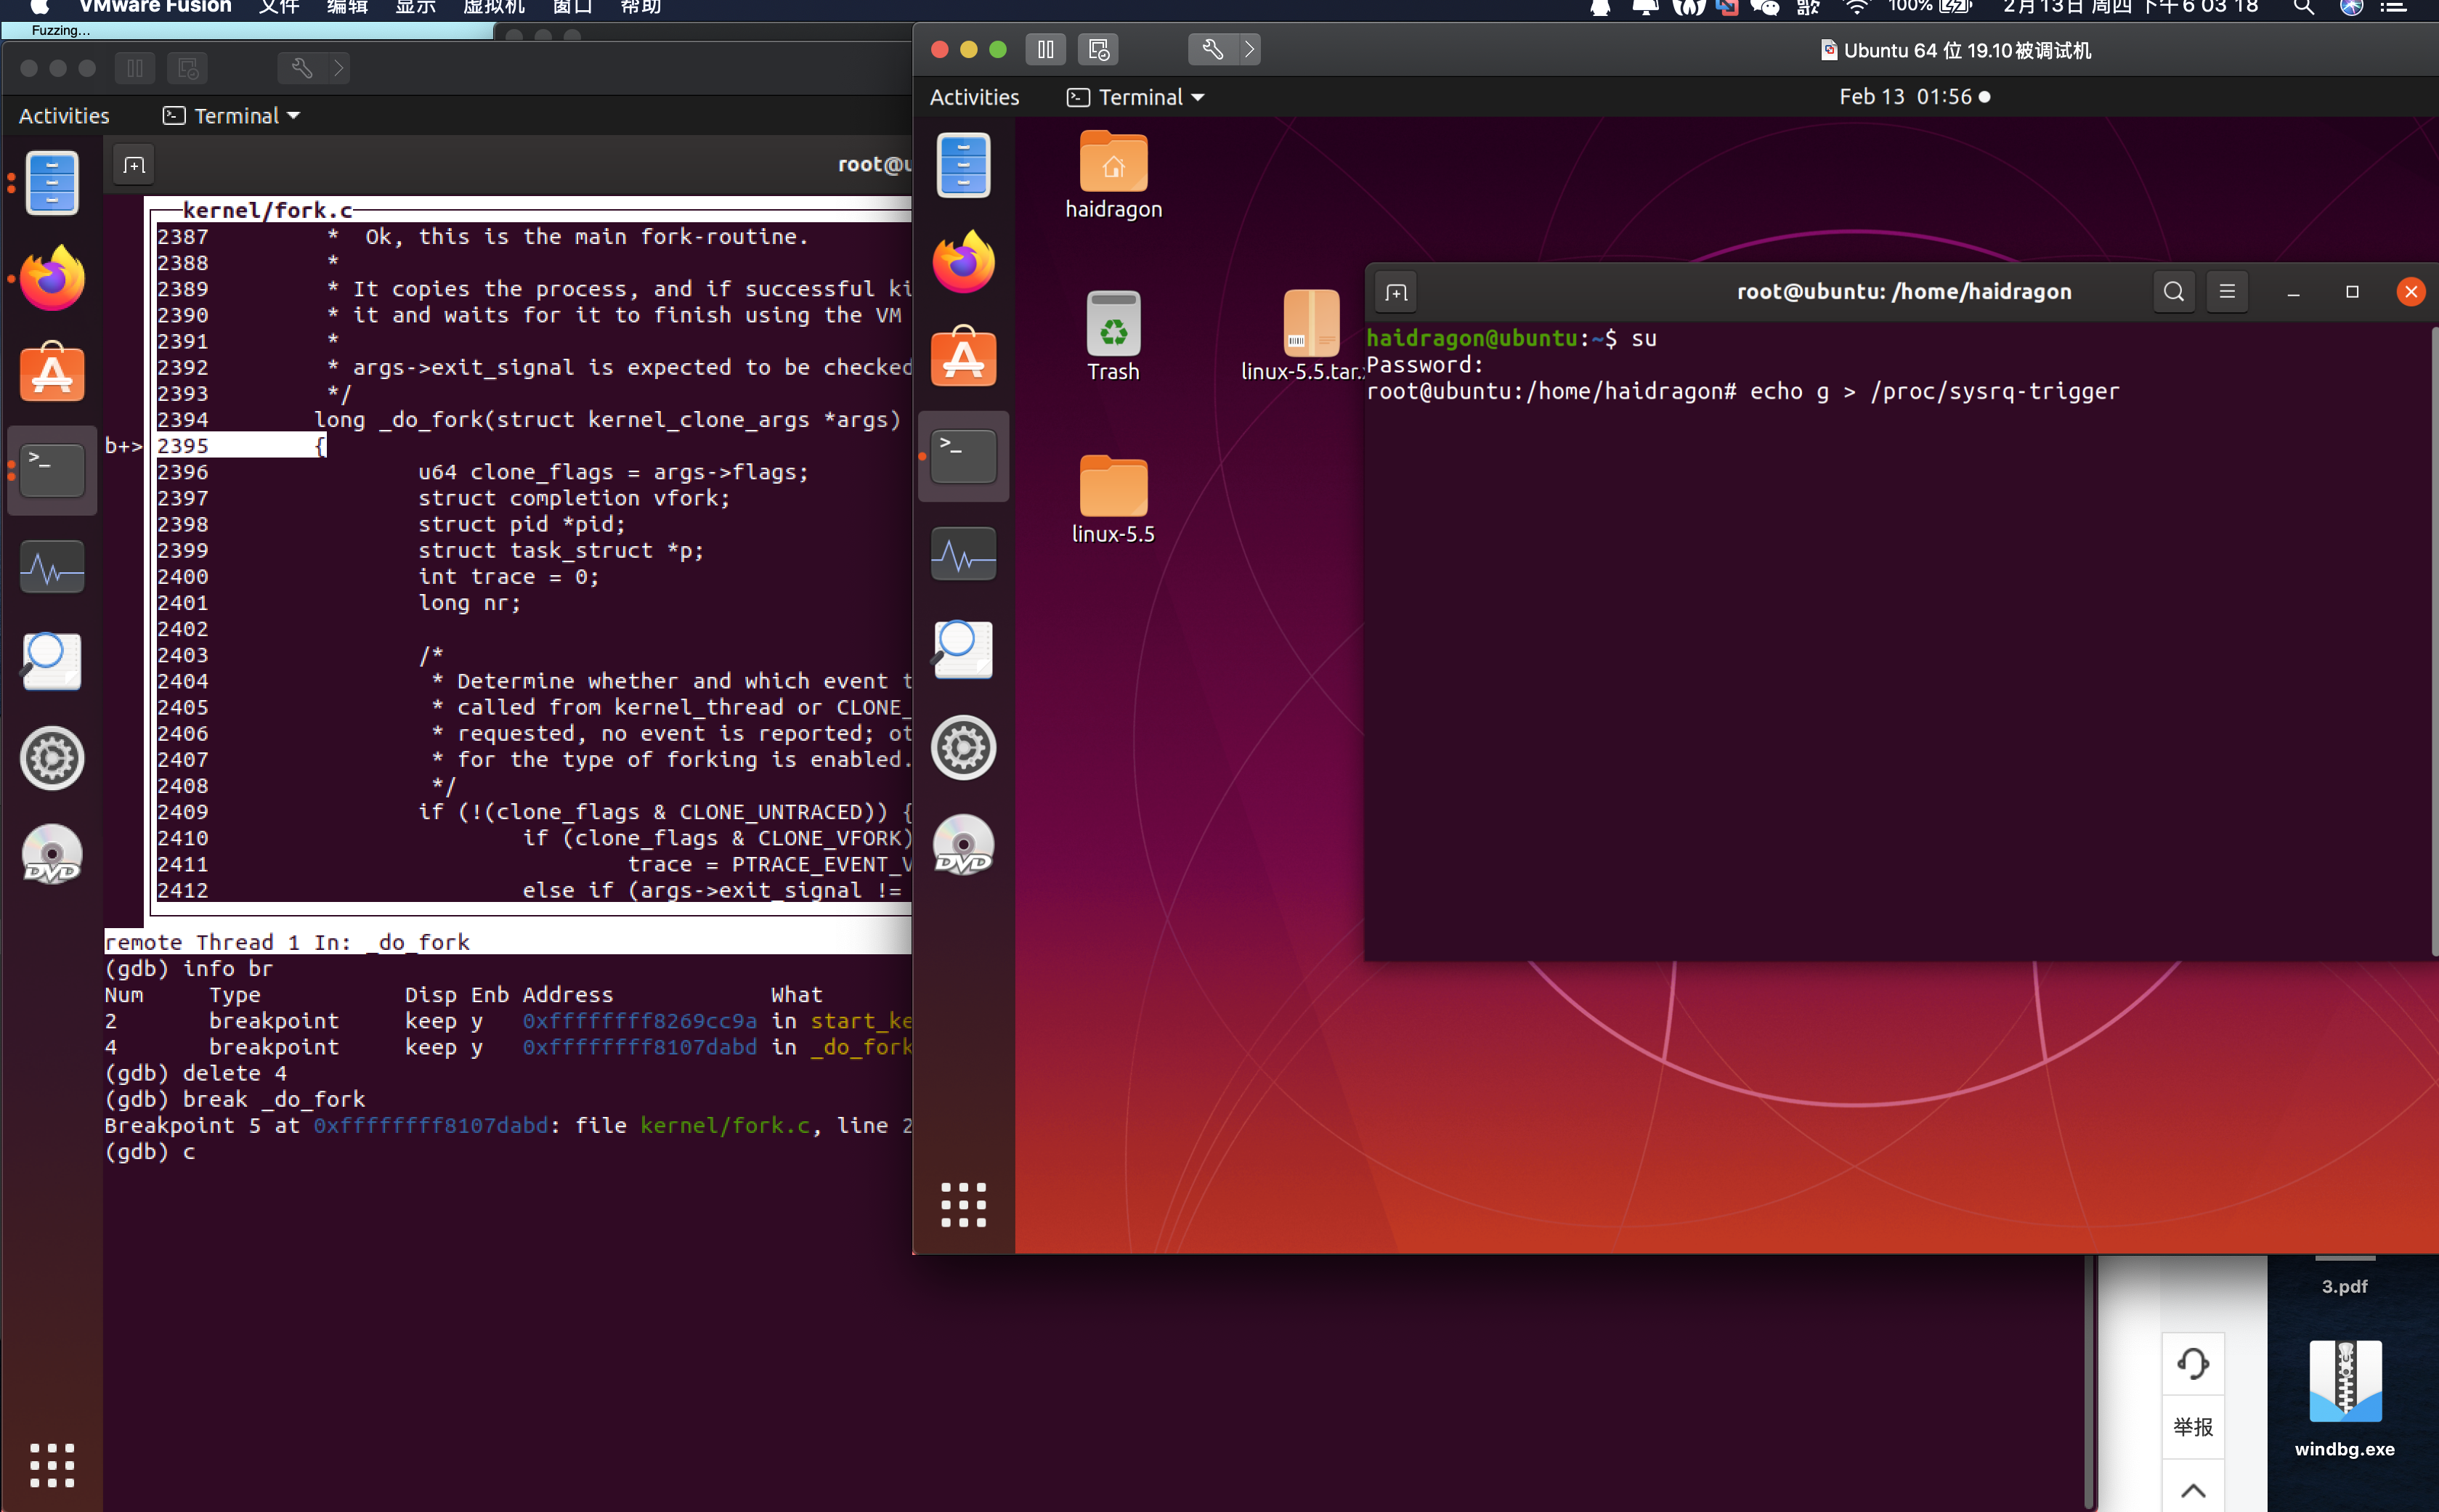 VMware Fusion 文件 编辑 显示 虚拟机 窗口 帮助 100% 2月13日 周四 下午6 03 18
Fuzzing...
Activities Terminal
root@u
kernel/fork.c
2387 * Ok, this is the main fork-routine.
2388 *
2389 * It copies the process, and if successful ki
2390 * it and waits for it to finish using the VM
2391 *
2392 * args->exit_signal is expected to be checked
2393 */
2394 long _do_fork(struct kernel_clone_args *args)
b+> 2395 {
2396 u64 clone_flags = args->flags;
2397 struct completion vfork;
2398 struct pid *pid;
2399 struct task_struct *p;
2400 int trace = 0;
2401 long nr;
2402
2403 /*
2404 * Determine whether and which event t
2405 * called from kernel_thread or CLONE_
2406 * requested, no event is reported; ot
2407 * for the type of forking is enabled.
2408 */
2409 if (!(clone_flags & CLONE_UNTRACED)) {
2410 if (clone_flags & CLONE_VFORK)
2411 trace = PTRACE_EVENT_V
2412 else if (args->exit_signal !=
remote Thread 1 In: _do_fork
(gdb) info br
Num Type Disp Enb Address What
2 breakpoint keep y 0xffffffff8269cc9a in start_ke
4 breakpoint keep y 0xffffffff8107dabd in _do_fork
(gdb) delete 4
(gdb) break _do_fork
Breakpoint 5 at 0xffffffff8107dabd: file kernel/fork.c, line 2
(gdb) c
DVD
Ubuntu 64 位 19.10被调试机
Activities Terminal Feb 13 01:56
haidragon
Trash
linux-5.5.tar.
linux-5.5
DVD
root@ubuntu: /home/haidragon
haidragon@ubuntu:~$ su
Password:
root@ubuntu:/home/haidragon# echo g > /proc/sysrq-trigger
3.pdf
举报
windbg.exe